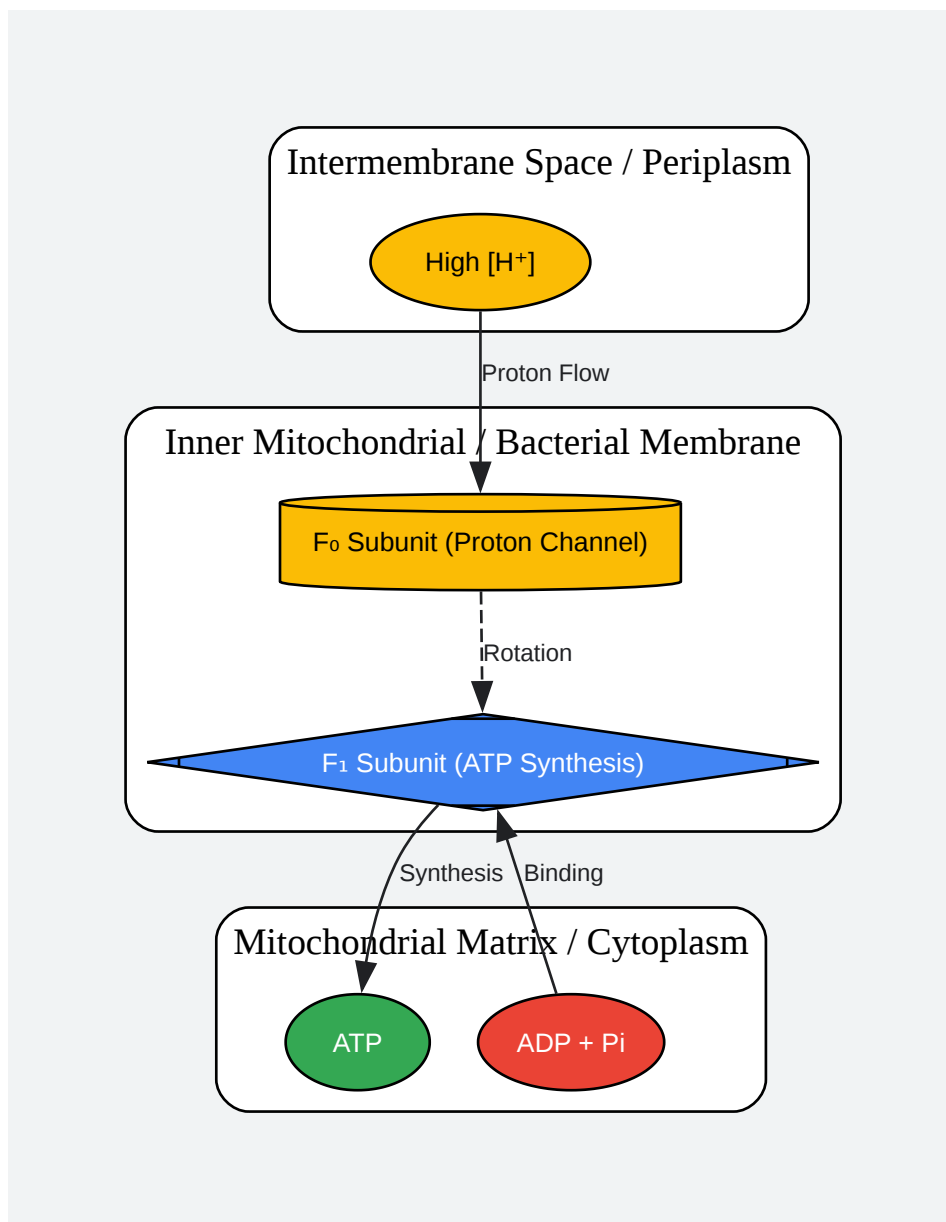 Intermembrane Space / Periplasm
High [H⁺]
Proton Flow
Inner Mitochondrial / Bacterial Membrane
F₀ Subunit (Proton Channel)
Rotation
F₁ Subunit (ATP Synthesis)
Synthesis
Binding
Mitochondrial Matrix / Cytoplasm
ATP
ADP + Pi